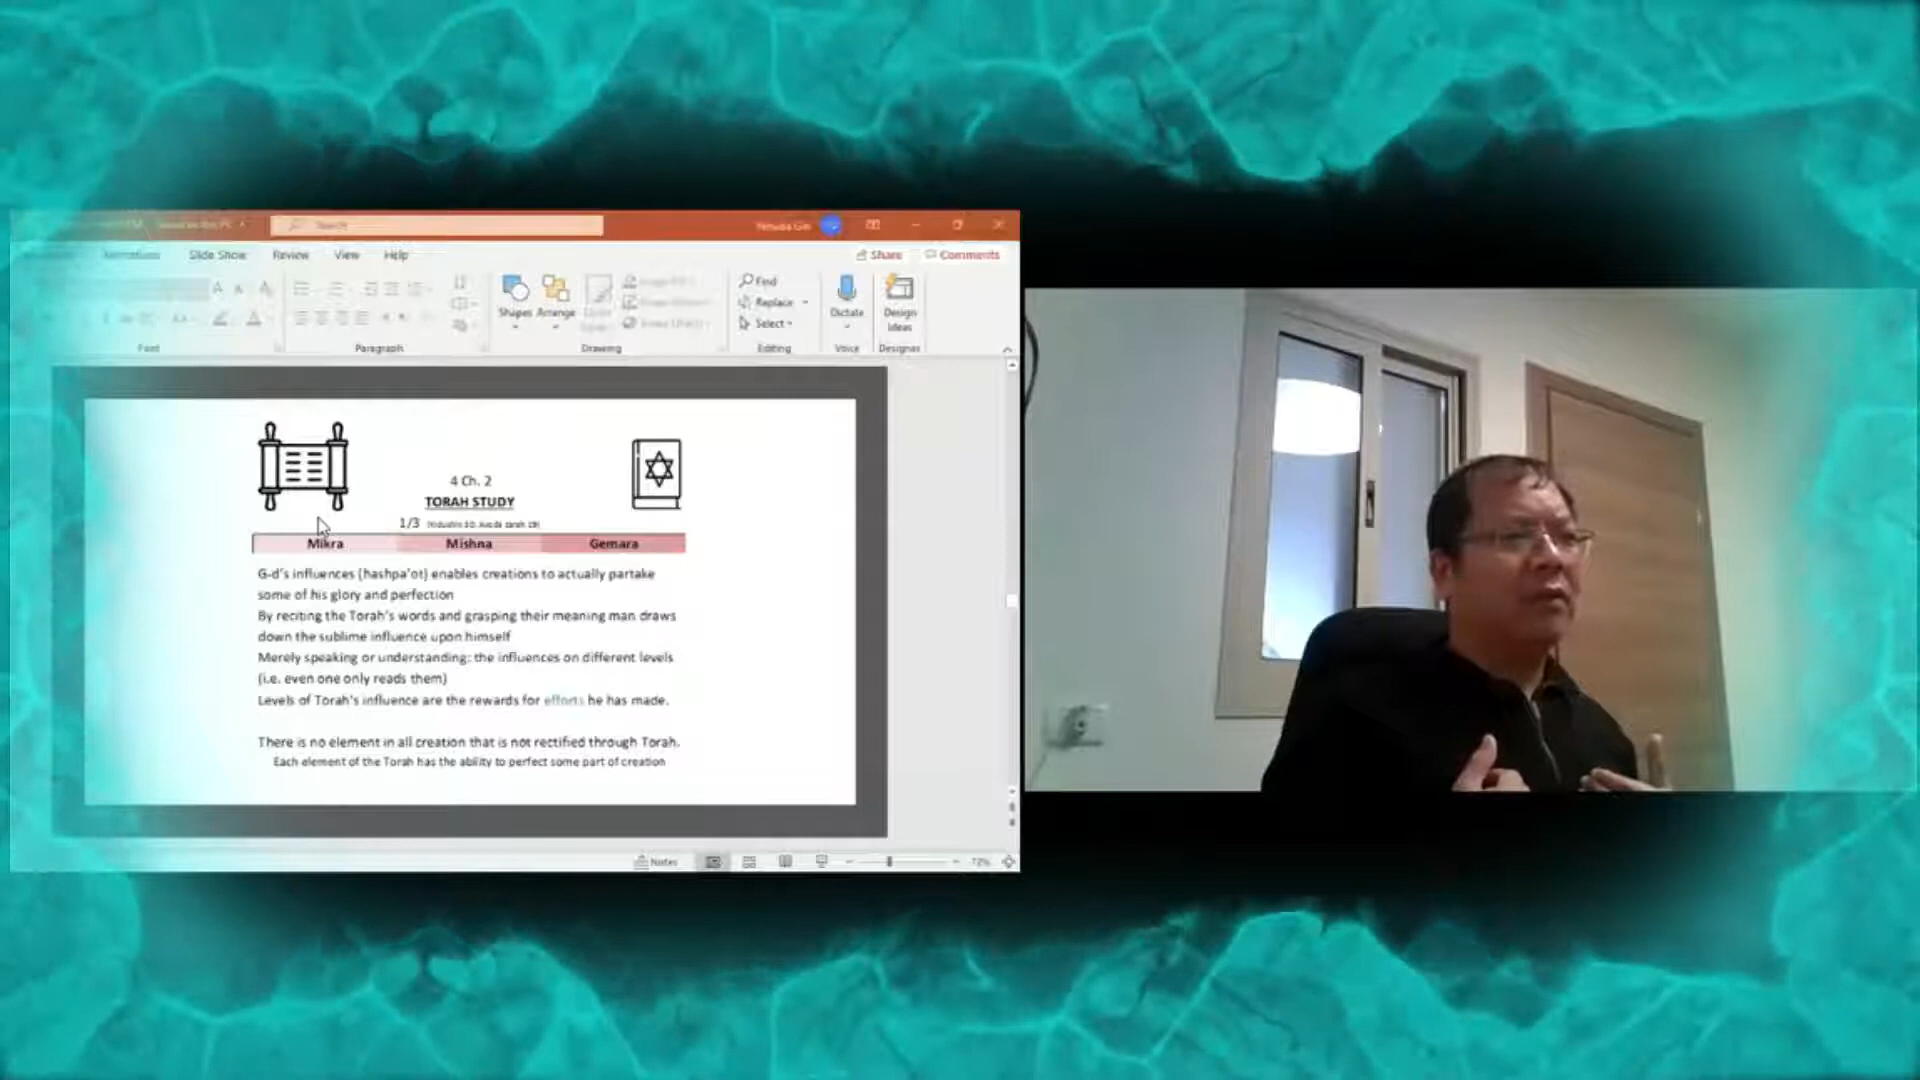 Search
Slide Show
Review
View
Help
Share
Comments
Find
Replace
Select
Shapes
Arrange
Dictate
Design
Ideas
Font
Paragraph
Drawing
Editing
Voice
Designer
4 Ch. 2
TORAH STUDY
1/3
Mikra
Mishna
Gemara
G-d's influences (hashpa'ot) enables creations to actually partake
some of his glory and perfection
By reciting the Torah's words and grasping their meaning man draws
down the sublime influence upon himself
Merely speaking or understanding: the influences on different levels
(i.e. even one only reads them)
Levels of Torah's influence are the rewards for efforts he has made.
There is no element in all creation that is not rectified through Torah.
Each element of the Torah has the ability to perfect some part of creation
Notes
72%